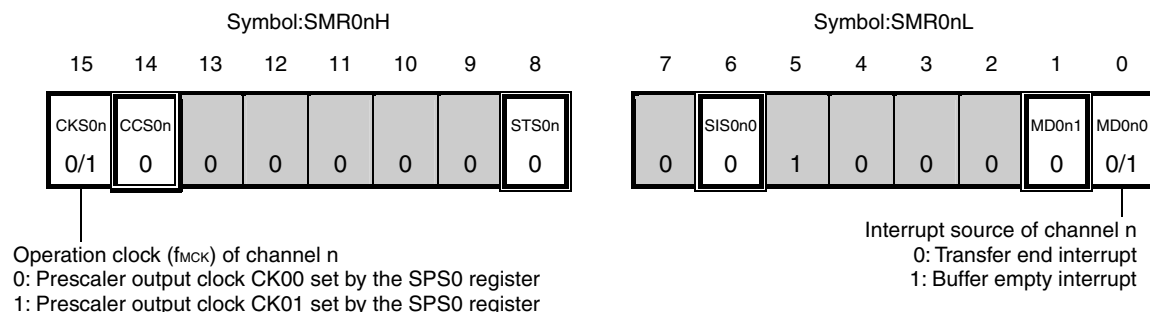 Symbol:SMR0nH
15 14 13 12 11 10 9 8
CKS0n CCS0n STS0n
0/1 0 0 0 0 0 0 0
Operation clock (fMCK) of channel n
0: Prescaler output clock CK00 set by the SPS0 register
1: Prescaler output clock CK01 set by the SPS0 register
Symbol:SMR0nL
7 6 5 4 3 2 1 0
SIS0n0 MD0n1 MD0n0
0 0 1 0 0 0 0 0/1
Interrupt source of channel n
0: Transfer end interrupt
1: Buffer empty interrupt